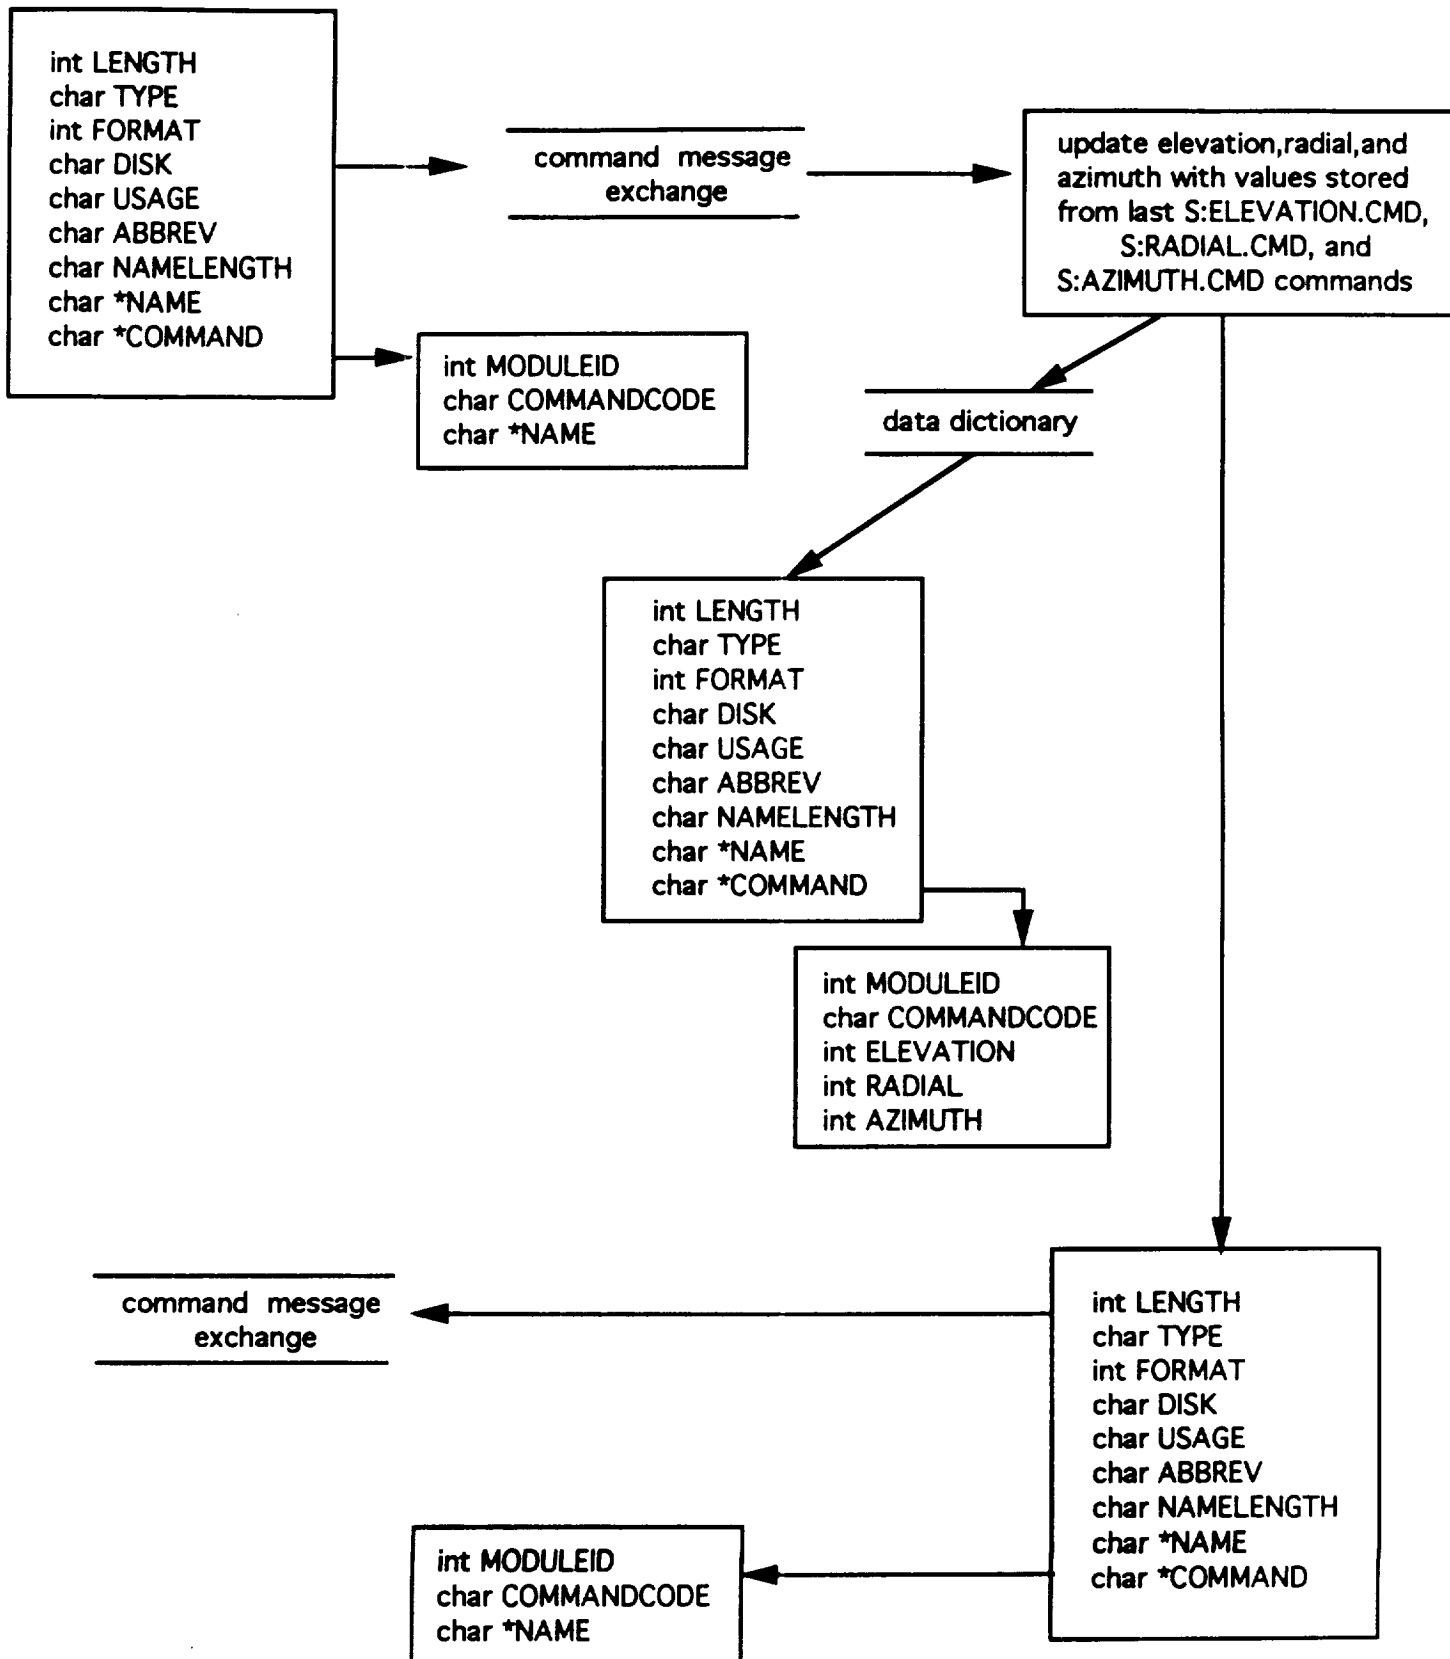 int LENGTH
char TYPE
int FORMAT
char DISK
char USAGE
char ABBREV
char NAMELENGTH
char *NAME
char *COMMAND
command message
exchange
update elevation,radial,and
azimuth with values stored
from last S:ELEVATION.CMD,
S:RADIAL.CMD, and
S:AZIMUTH.CMD commands
int MODULEID
char COMMANDCODE
char *NAME
data dictionary
int LENGTH
char TYPE
int FORMAT
char DISK
char USAGE
char ABBREV
char NAMELENGTH
char *NAME
char *COMMAND
int MODULEID
char COMMANDCODE
int ELEVATION
int RADIAL
int AZIMUTH
command message
exchange
int LENGTH
char TYPE
int FORMAT
char DISK
char USAGE
char ABBREV
char NAMELENGTH
char *NAME
char *COMMAND
int MODULEID
char COMMANDCODE
char *NAME